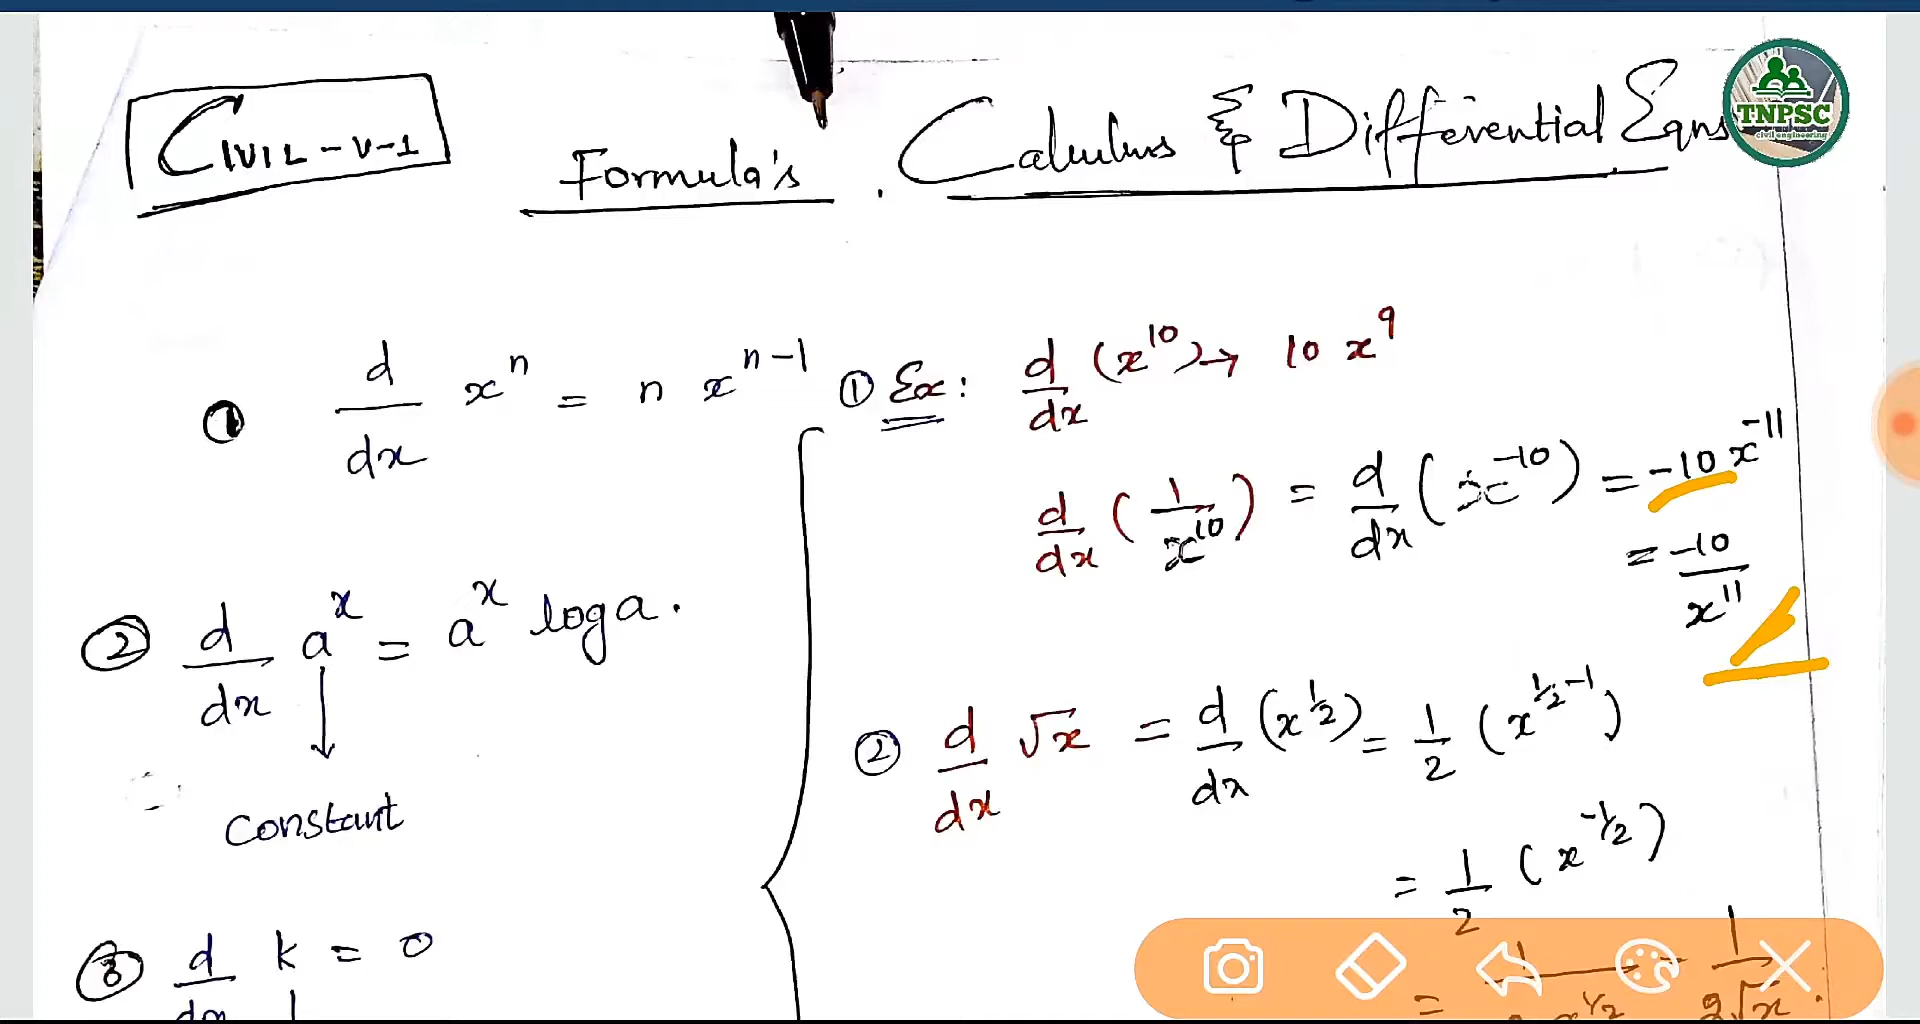 CIVIL-V-1
Formula's . Calculus & Differential Eqns
TNPSC
civil engineering
① d/dx x^n = n x^(n-1)
① Ex: d/dx (x^10) → 10 x^9
d/dx (1/x^10) = d/dx (x^-10) = -10 x^-11
= -10/x^11
② d/dx a^x = a^x log a.
constant
② d/dx √x = d/dx (x^1/2) = 1/2 (x^(1/2-1))
= 1/2 (x^-1/2)
③ d/dx k = 0